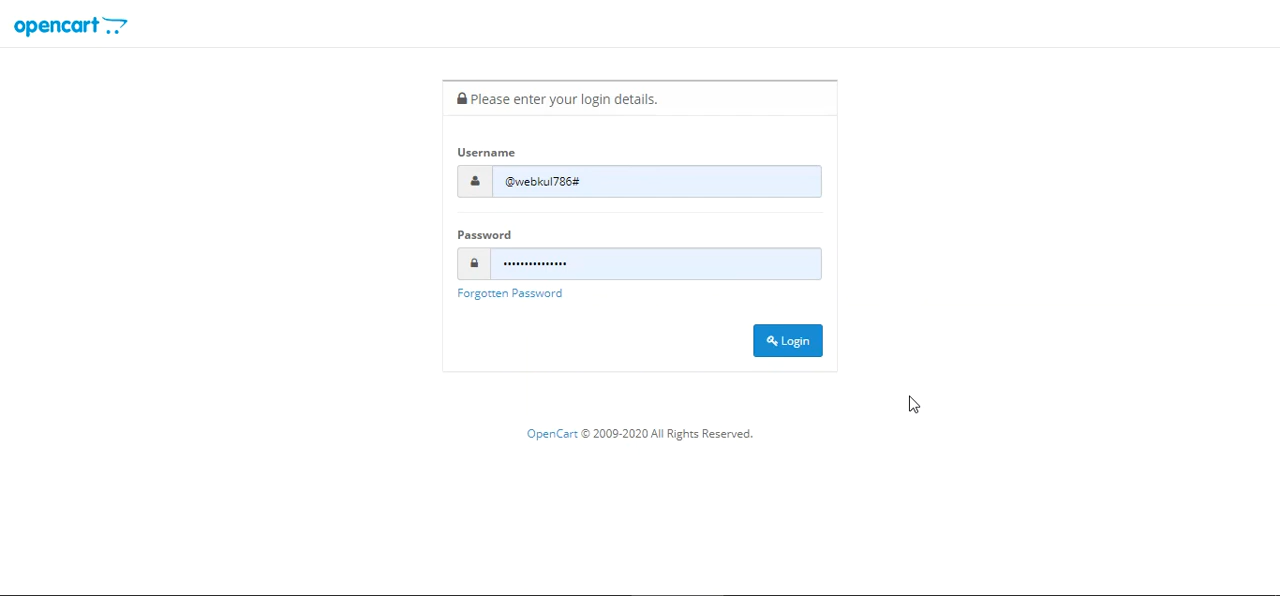 opencart
Please enter your login details.
Username
@webkul786#
Password
•••••••••••••••
Forgotten Password
Login
OpenCart © 2009-2020 All Rights Reserved.